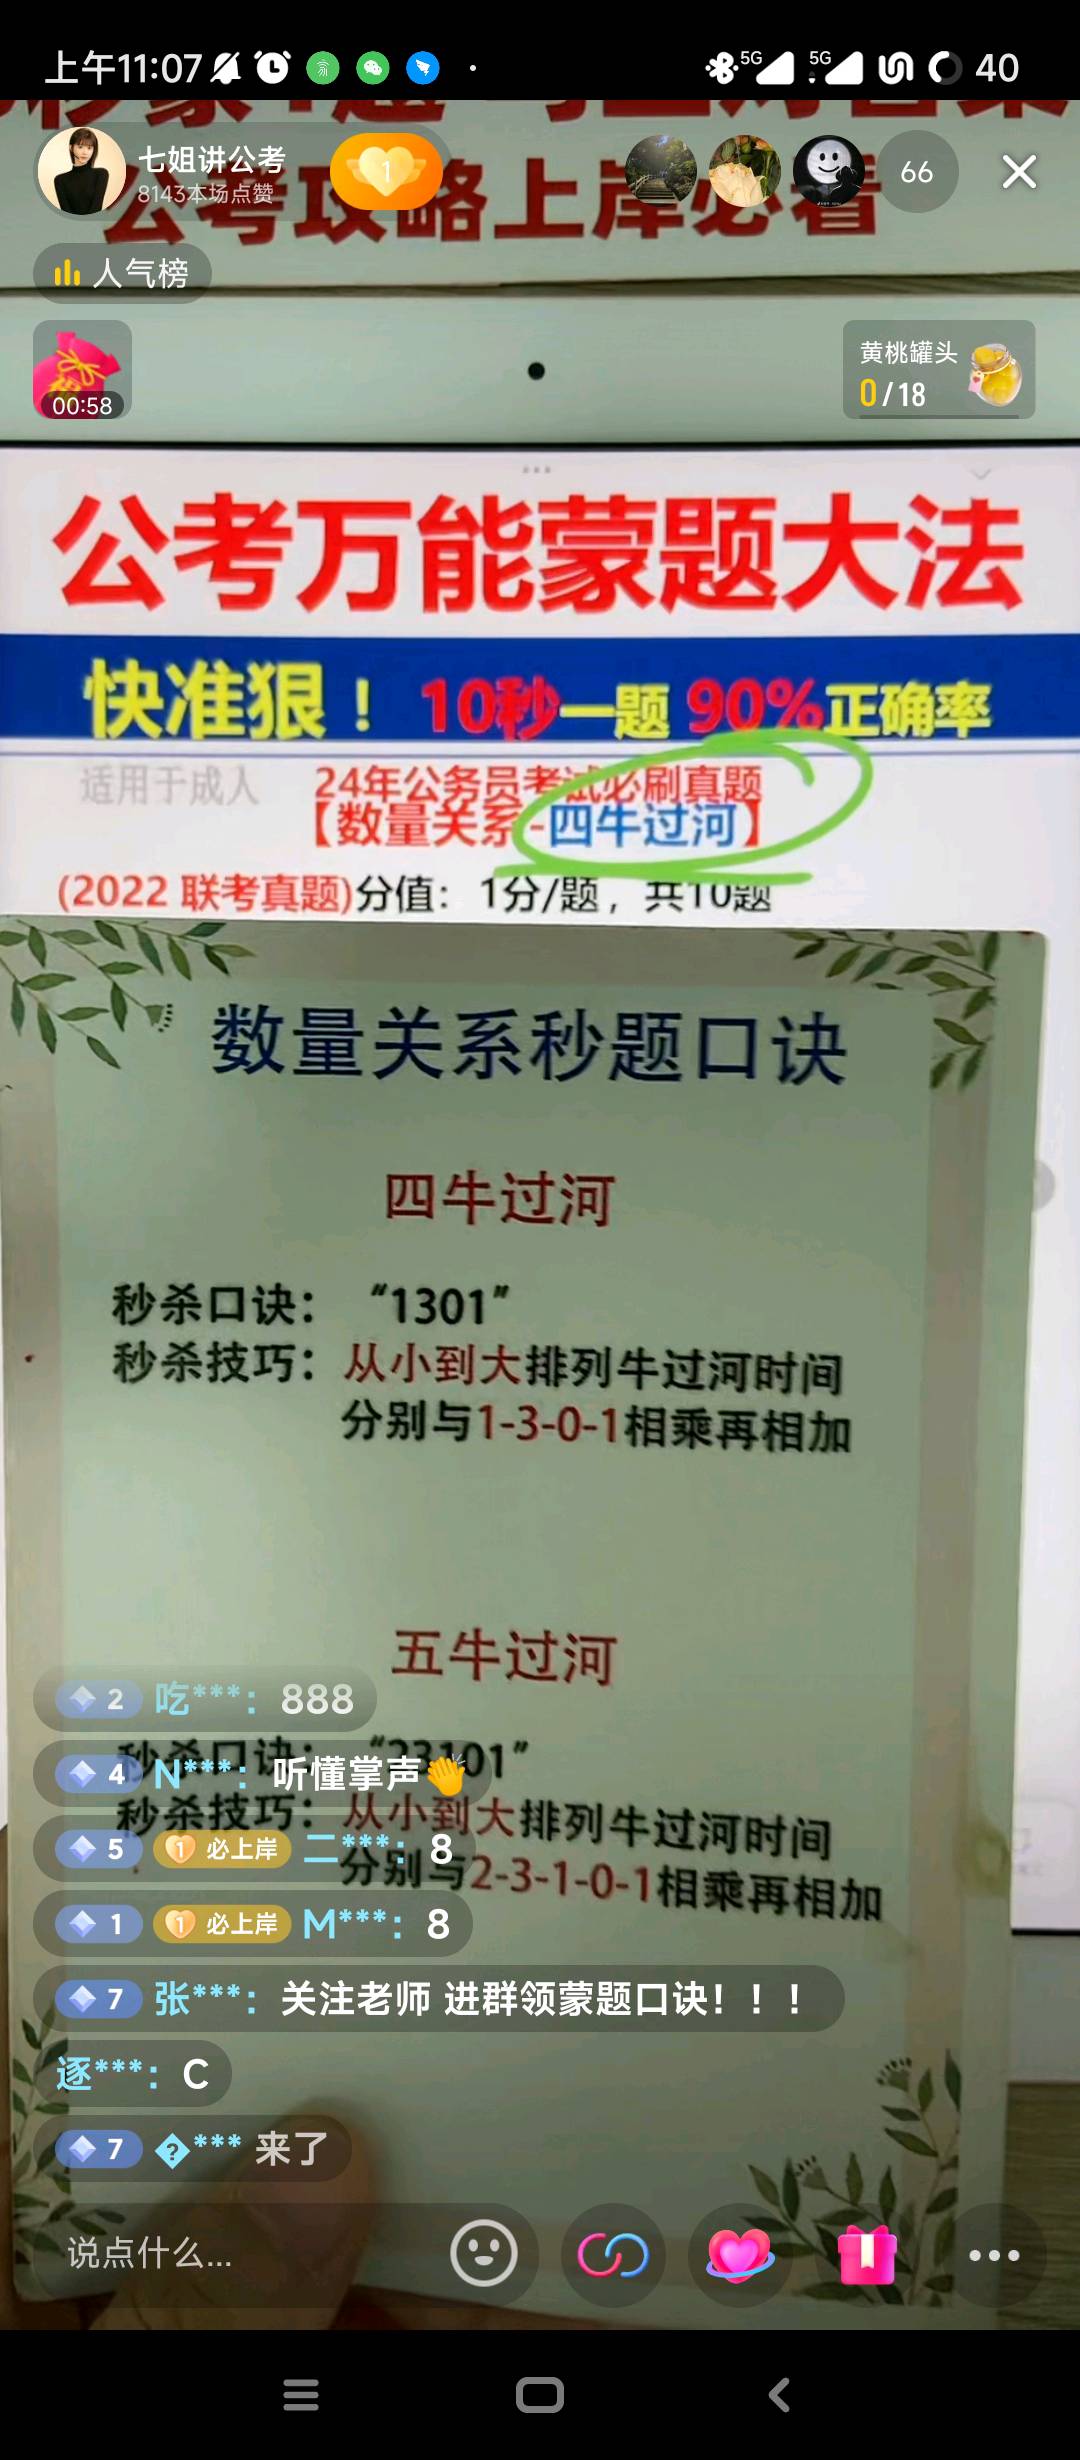 上午11:07
5G
5G
40
公考攻略上岸必看
七姐讲公考
8143本场点赞
1
66
人气榜
00:58
黄桃罐头
0/18
公考万能蒙题大法
快准狠！ 10秒一题 90%正确率
适用于成人
24年公务员考试必刷真题
【数量关系-四牛过河】
(2022 联考真题)分值：1分/题，共10题
数量关系秒题口诀
四牛过河
秒杀口诀：“1301”
秒杀技巧：从小到大排列牛过河时间
分别与1-3-0-1相乘再相加
五牛过河
秒杀口诀：“23101”
秒杀技巧：从小到大排列牛过河时间
分别与2-3-1-0-1相乘再相加
2 吃***：888
4 N***：听懂掌声👏
5 1 必上岸 二***：8
1 1 必上岸 M***：8
7 张***：关注老师 进群领蒙题口诀！！！
逐***：C
7 �*** 来了
说点什么...